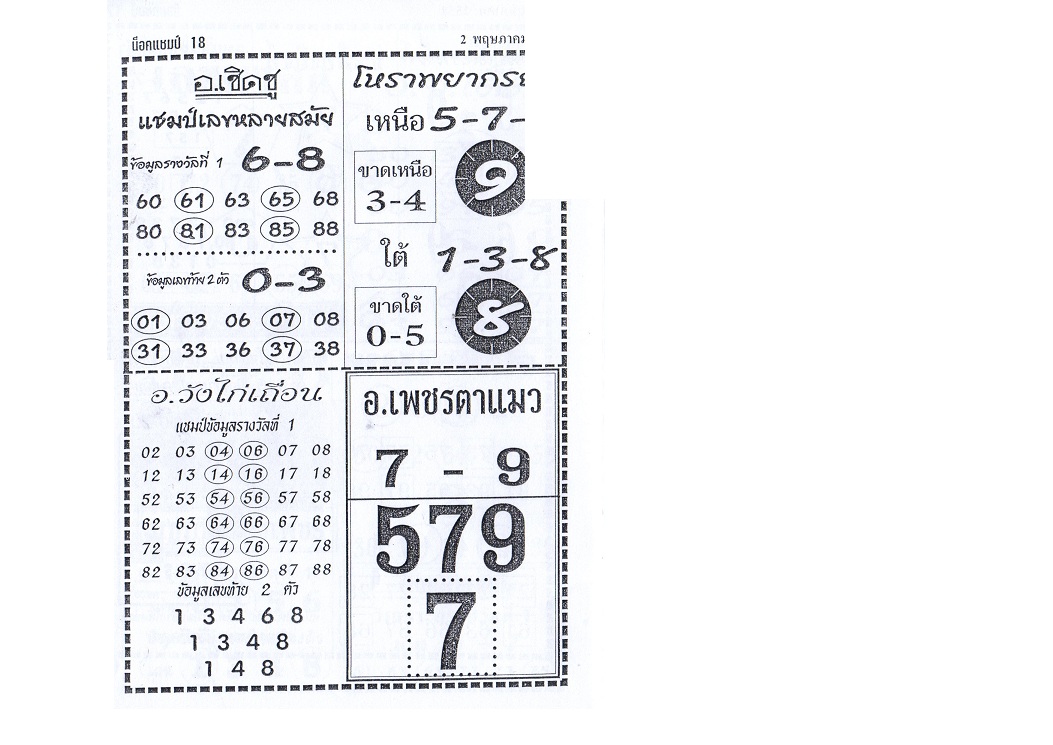 น็อคแชมป์ 18
2 พฤษภาคม
อ.เชิดชู
แชมป์เลขหลายสมัย
ข้อมูลรางวัลที่ 1 6-8
60 61 63 65 68
80 81 83 85 88
ข้อมูลเลขท้าย 2 ตัว 0-3
01 03 06 07 08
31 33 36 37 38
เหนือ 5-7-
ขาดเหนือ
3-4
9
ใต้ 1-3-8
ขาดใต้
0-5
8
อ.วังไก่เถื่อน
แชมป์ข้อมูลรางวัลที่ 1
02 03 04 06 07 08
12 13 14 16 17 18
52 53 54 56 57 58
62 63 64 66 67 68
72 73 74 76 77 78
82 83 84 86 87 88
ข้อมูลเลขท้าย 2 ตัว
1 3 4 6 8
1 3 4 8
1 4 8
อ.เพชรตาแมว
7 - 9
579
7